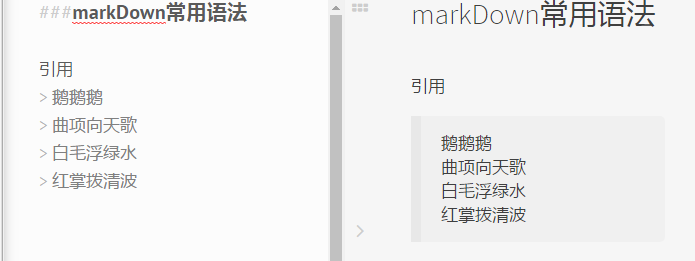 ###markDown常用语法
引用
> 鹅鹅鹅
> 曲项向天歌
> 白毛浮绿水
> 红掌拨清波
markDown常用语法
引用
鹅鹅鹅
曲项向天歌
白毛浮绿水
红掌拨清波